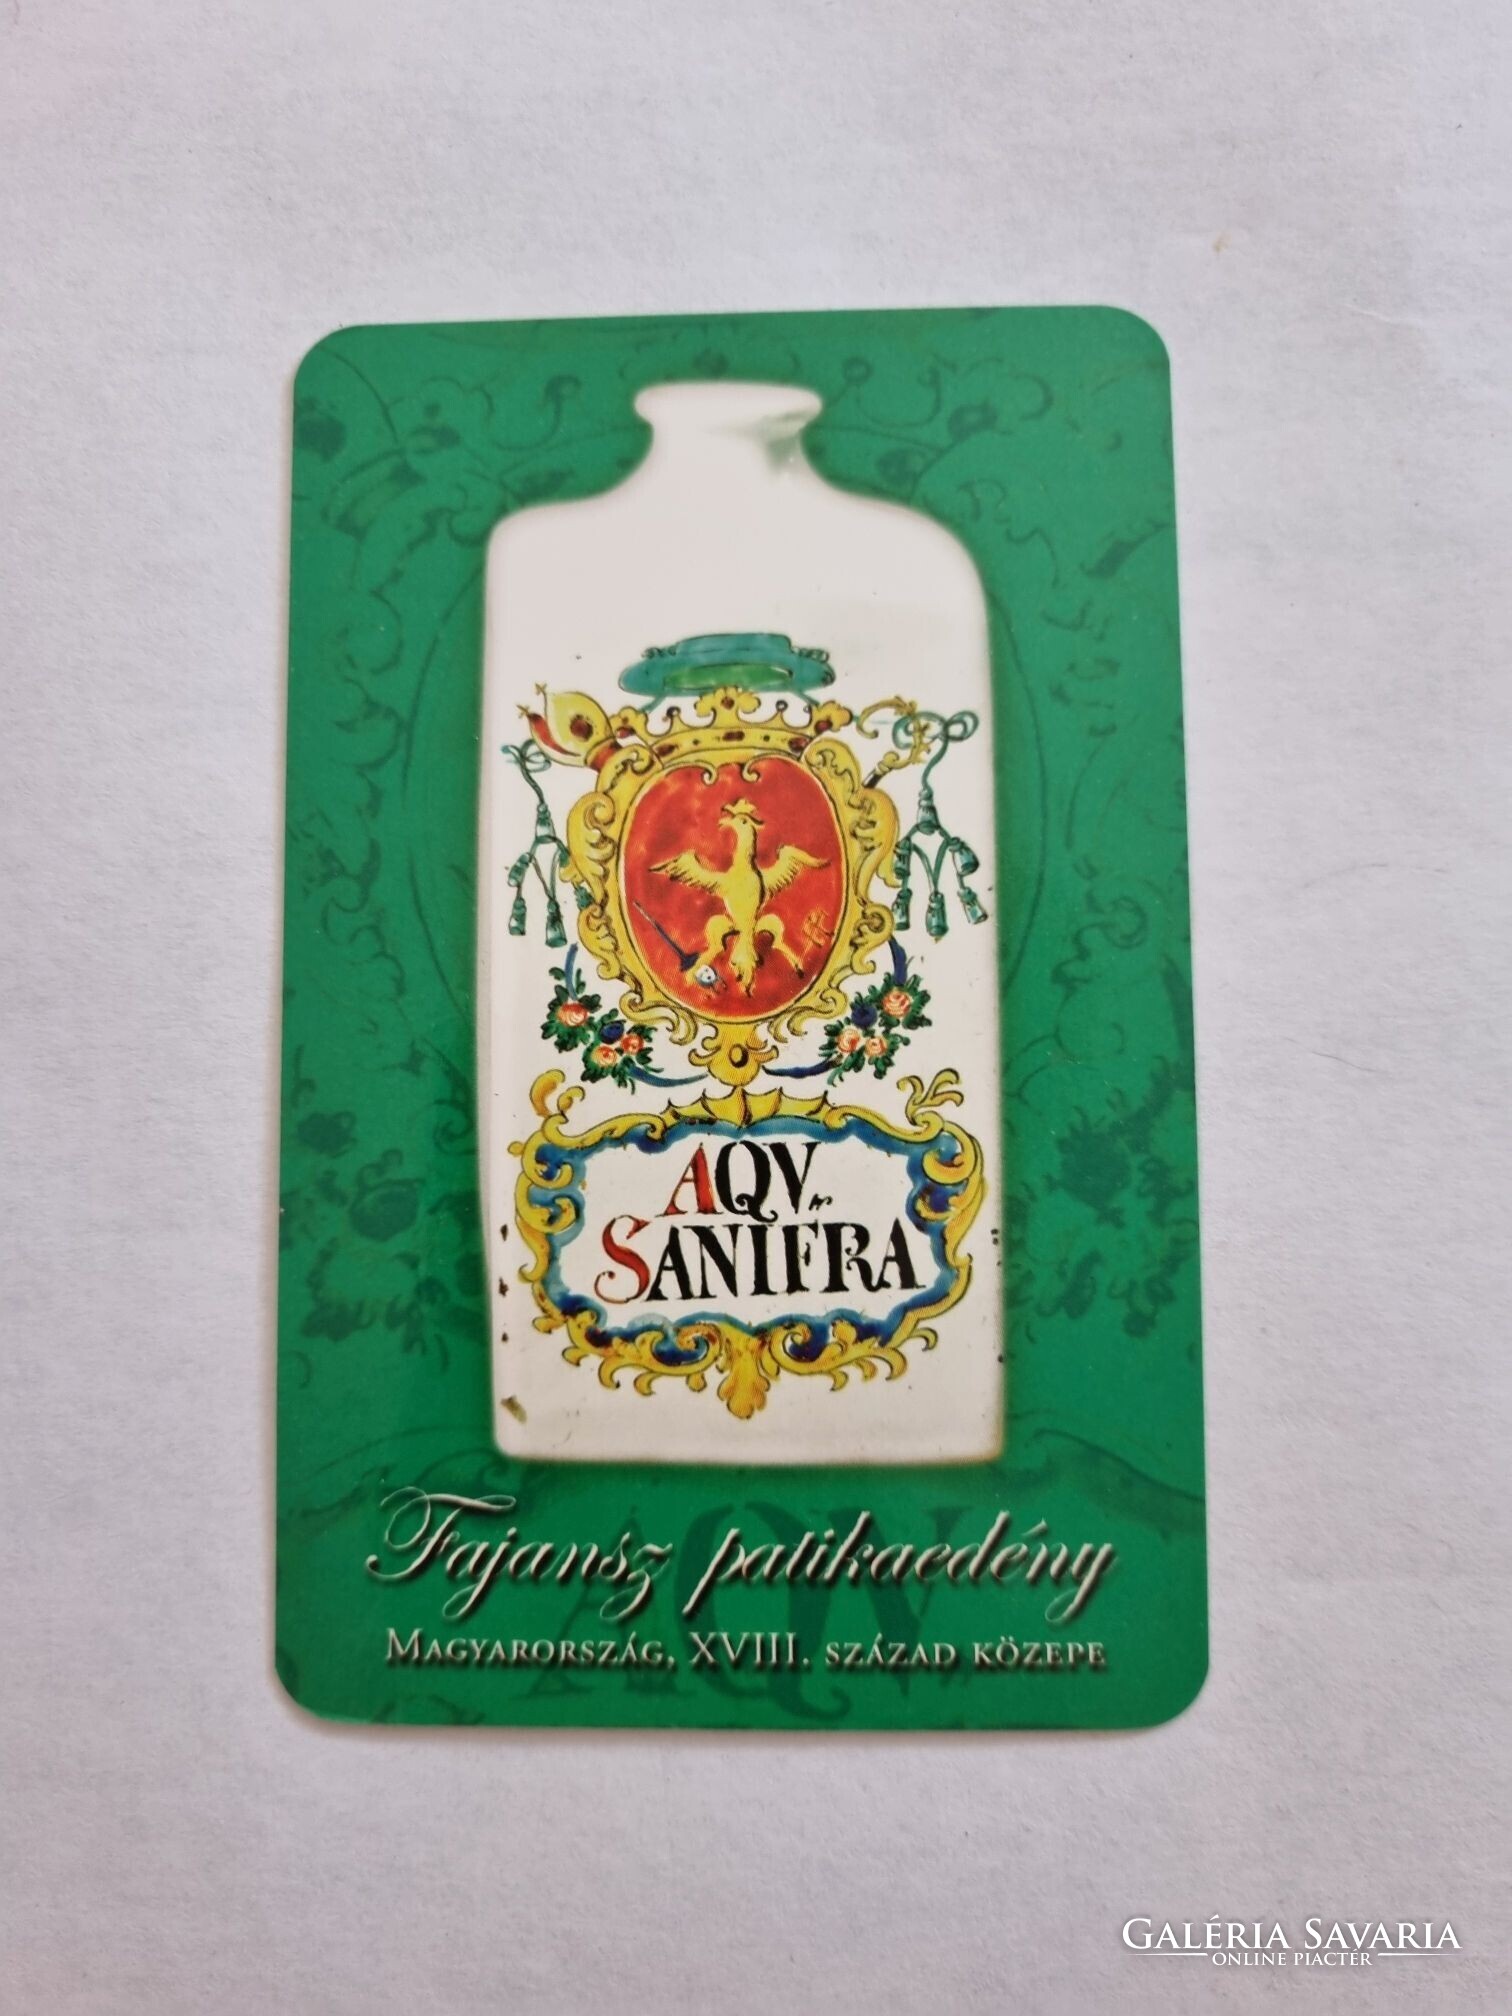 AQV.
SANIFRA
Fajansz patikaedény
MAGYARORSZÁG, XVIII. SZÁZAD KÖZEPE
GALÉRIA SAVARIA
ONLINE PIACTÉR